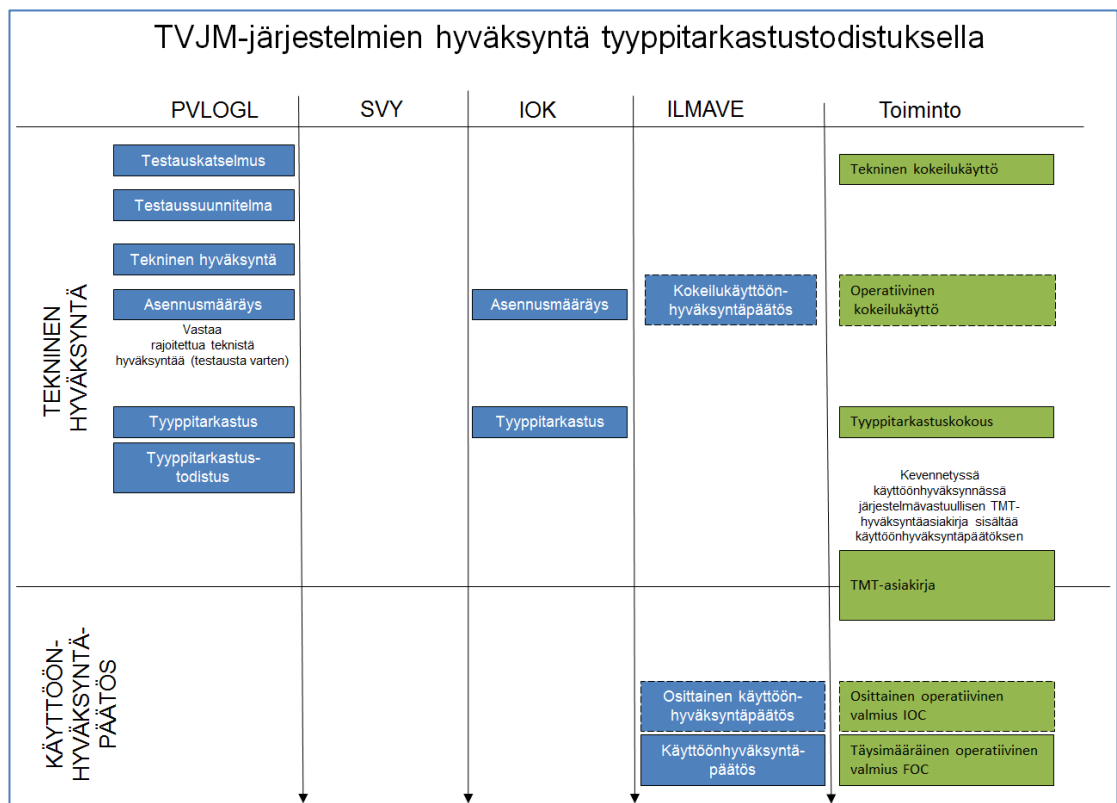 TVJM-järjestelmien hyväksyntä tyyppitarkastustodistuksella
PVLOGL
SVY
IOK
ILMAVE
Toiminto
TEKNINEN
HYVÄKSYNTÄ
Testauskatselmus
Tekninen kokeilukäyttö
Testaussuunnitelma
Tekninen hyväksyntä
Asennusmääräys
Asennusmääräys
Kokeilukäyttöön-
hyväksyntäpäätös
Operatiivinen
kokeilukäyttö
Vastaa
rajoitettua teknistä
hyväksyntää (testausta varten)
Tyyppitarkastus
Tyyppitarkastus
Tyyppitarkastuskokous
Tyyppitarkastus-
todistus
Kevennetyssä
käyttöönhyväksynnässä
järjestelmävastuullisen TMT-
hyväksyntäasiakirja sisältää
käyttöönhyväksyntäpäätöksen
TMT-asiakirja
KÄYTTÖÖN-
HYVÄKSYNTÄ-
PÄÄTÖS
Osittainen käyttöön-
hyväksyntäpäätös
Osittainen operatiivinen
valmius IOC
Käyttöönhyväksyntä-
päätös
Täysimääräinen operatiivinen
valmius FOC